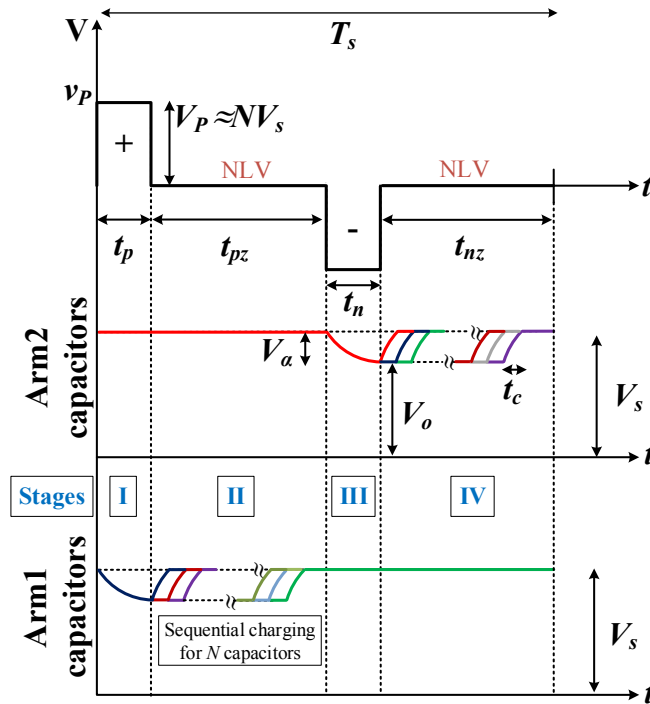 V
T_s
v_P
V_P ≈NV_s
+
NLV
NLV
t
t_p
t_pz
-
t_nz
t_n
Arm2
capacitors
V_α
t_c
V_o
V_s
t
Stages
I
II
III
IV
Arm1
capacitors
Sequential charging
for N capacitors
V_s
t